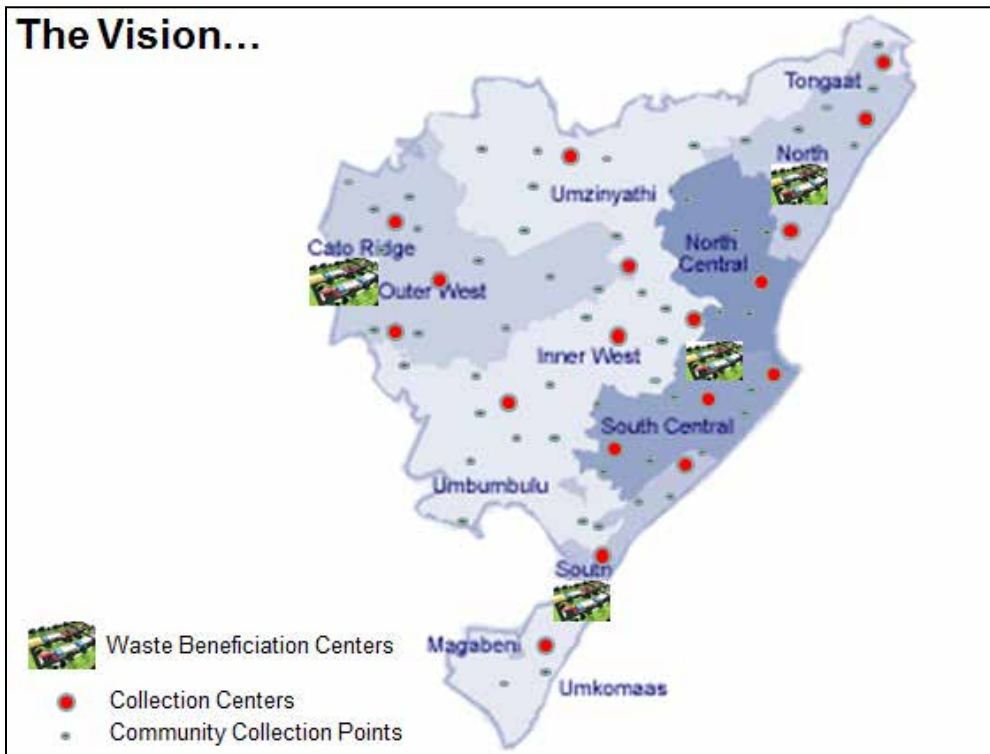 The Vision...
Tongaat
North
Umzinyathi
North
Central
Cato Ridge
Outer West
Inner West
South Central
Umbumbulu
South
Magabeni
Umkomaas
Waste Beneficiation Centers
Collection Centers
Community Collection Points